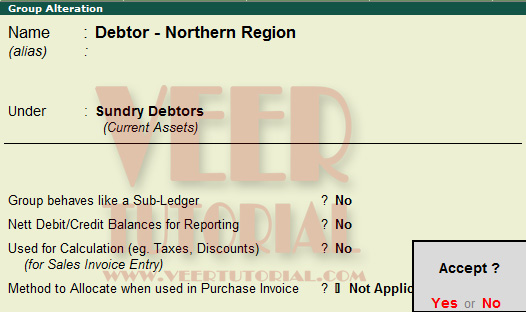 Group Alteration
Name : Debtor - Northern Region
(alias) :
Under : Sundry Debtors
(Current Assets)
VEER
TUTORIAL
WWW.VEERTUTORIAL.COM
Group behaves like a Sub-Ledger ? No
Nett Debit/Credit Balances for Reporting ? No
Used for Calculation (eg. Taxes, Discounts) ? No
(for Sales Invoice Entry)
Method to Allocate when used in Purchase Invoice ? ▯ Not Applic
Accept ?
Yes or No